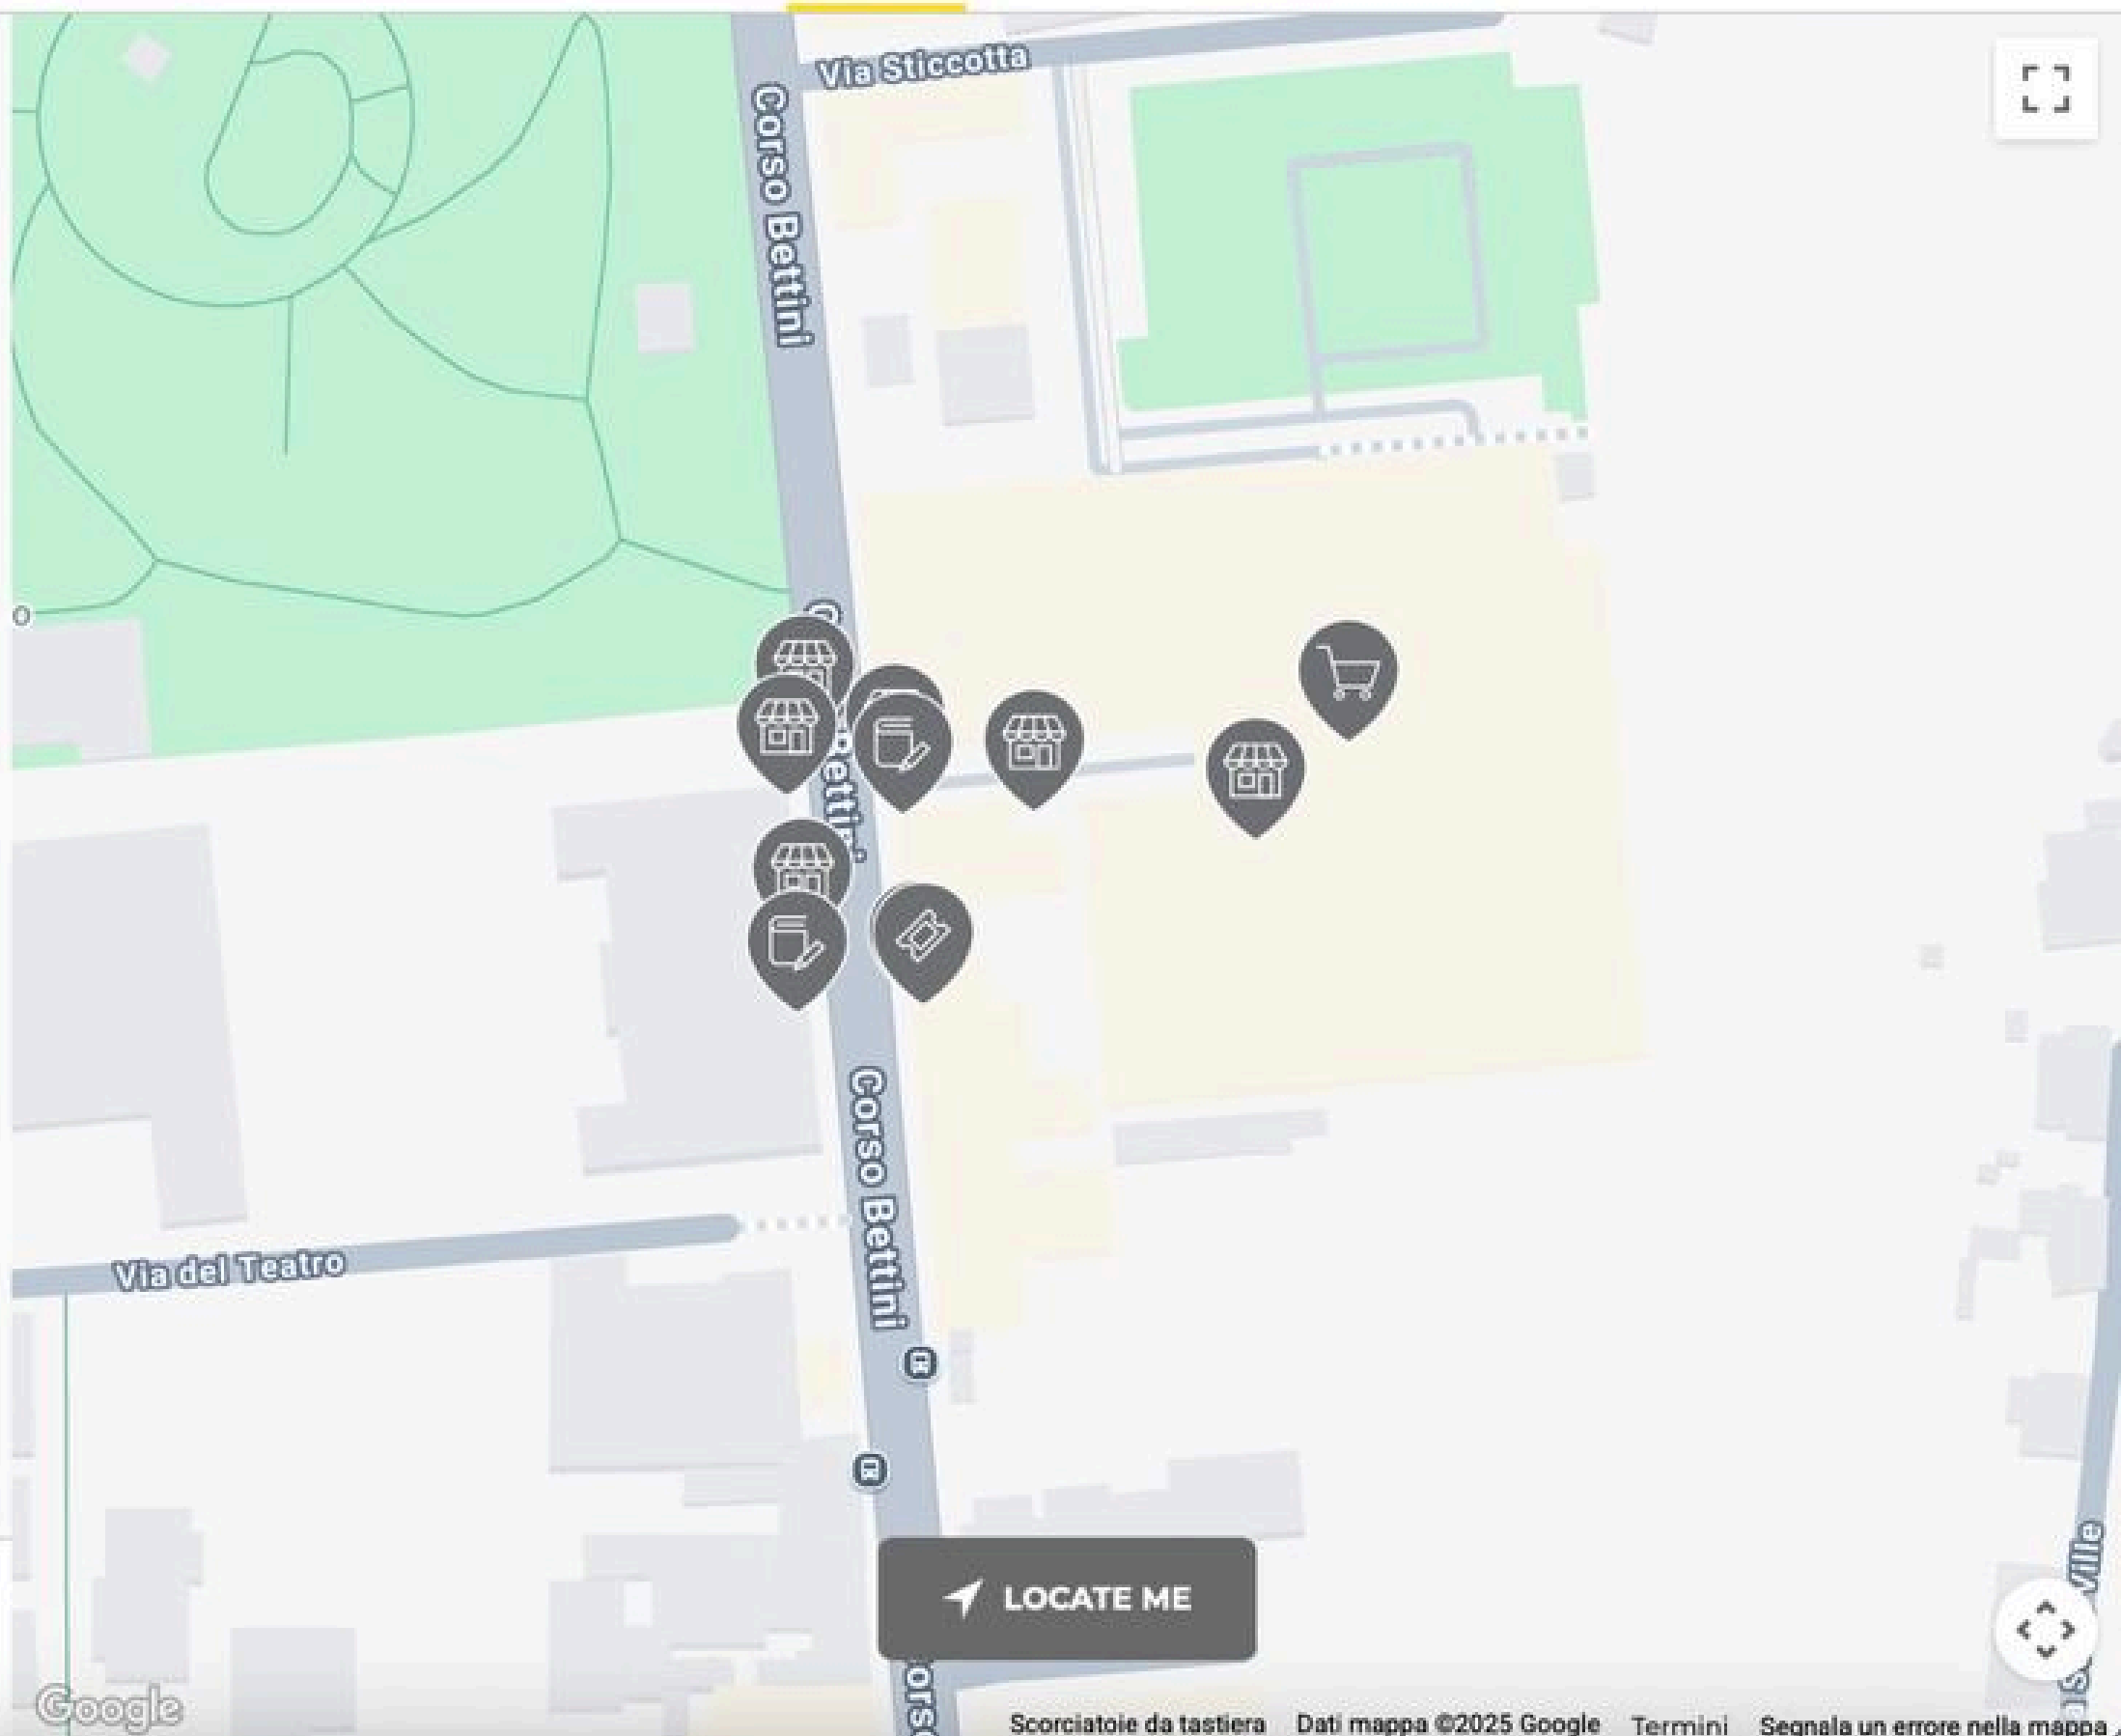 Via Sticcotta
Corso Bettini
Corso Bettini
Via del Teatro
LOCATE ME
Google
Scorciatoie da tastiera
Dati mappa ©2025 Google
Termini
Segnala un errore nella mappa